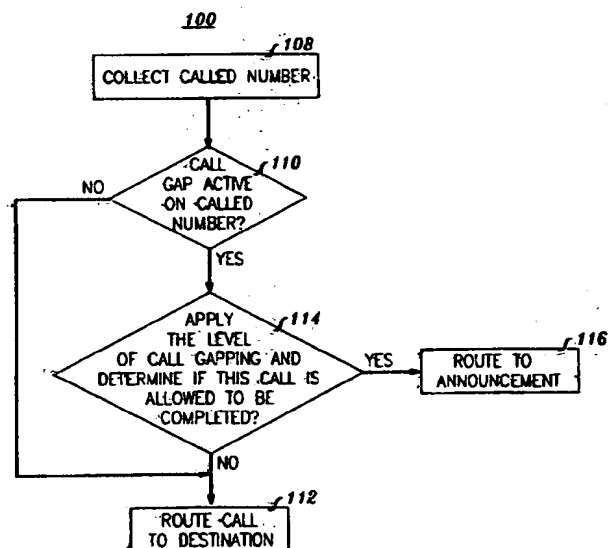 100
108
COLLECT CALLED NUMBER
110
CALL
GAP ACTIVE
ON CALLED
NUMBER?
NO
YES
114
APPLY
THE LEVEL
OF CALL GAPPING AND
DETERMINE IF THIS CALL IS
ALLOWED TO BE
COMPLETED?
YES
116
ROUTE TO
ANNOUNCEMENT
NO
112
ROUTE CALL
TO DESTINATION